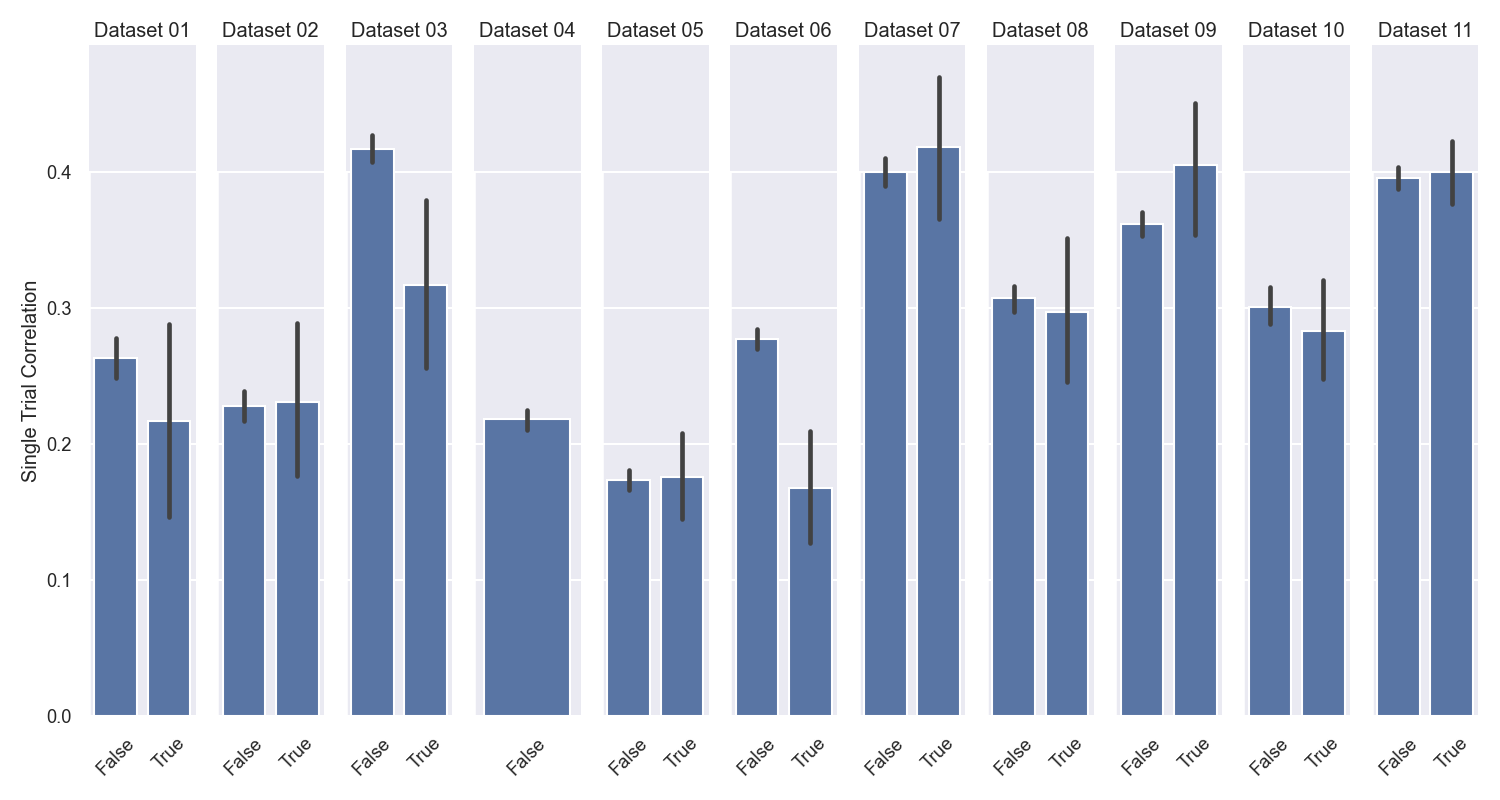 Dataset 01 Dataset 02 Dataset 03 Dataset 04 Dataset 05 Dataset 06 Dataset 07 Dataset 08 Dataset 09 Dataset 10 Dataset 11
Single Trial Correlation
0.4
0.3
0.2
0.1
0.0
False True False True False True False False True False True False True False True False True False True False True